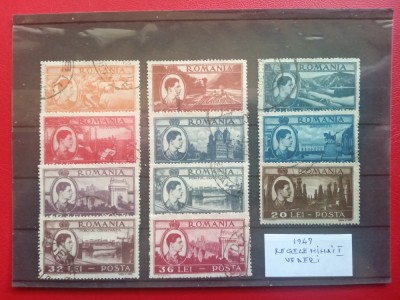 ROMANIA
ROMANIA
ROMANIA
ROMANIA
ROMANIA
ROMANIA
ROMANIA
ROMANIA
ROMANIA
20 LEI - POSTA
ROMANIA
32 LEI - POSTA
ROMANIA
36 LEI - POSTA
1947
REGELE MIHAI I
VEDERI